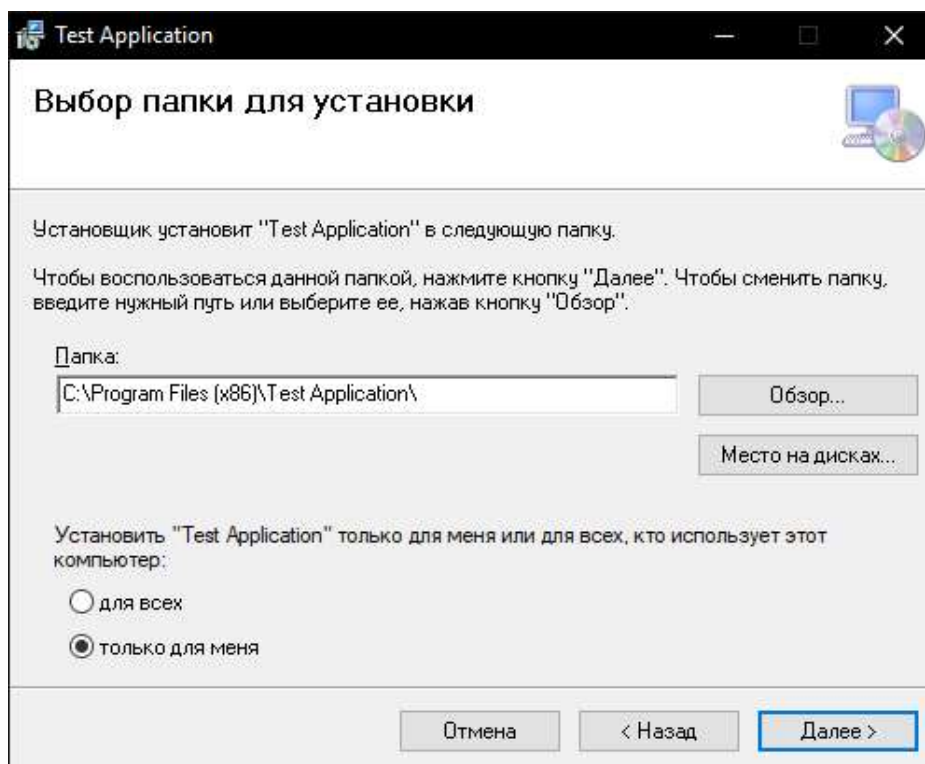 Test Application
Выбор папки для установки
Установщик установит "Test Application" в следующую папку.
Чтобы воспользоваться данной папкой, нажмите кнопку "Далее". Чтобы сменить папку,
введите нужный путь или выберите ее, нажав кнопку "Обзор".
Папка:
C:\Program Files (x86)\Test Application\
Обзор...
Место на дисках...
Установить "Test Application" только для меня или для всех, кто использует этот
компьютер:
для всех
только для меня
Отмена
< Назад
Далее >